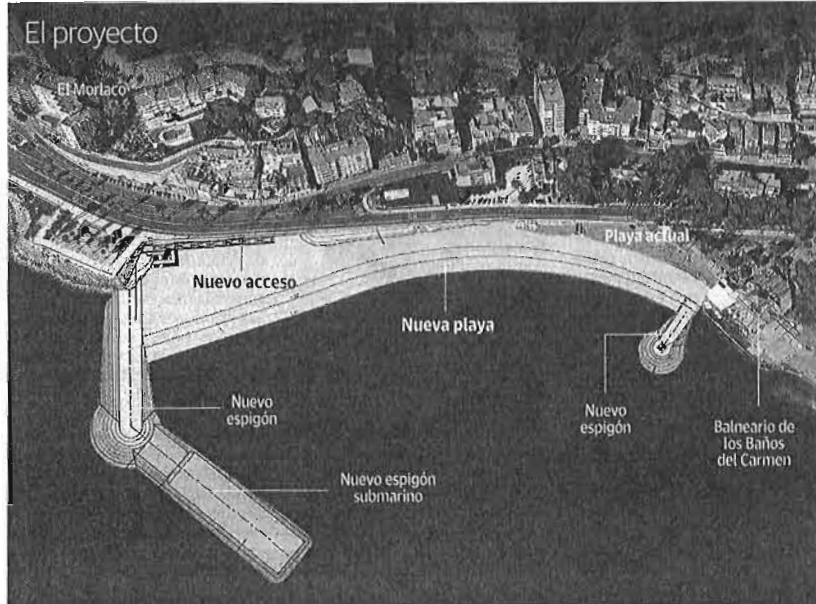 El proyecto
El Morlaco
Playa actual
Nuevo acceso
Nueva playa
Nuevo
espigón
Nuevo
espigón
Balneario de
los Baños
del Carmen
Nuevo espigón
submarino